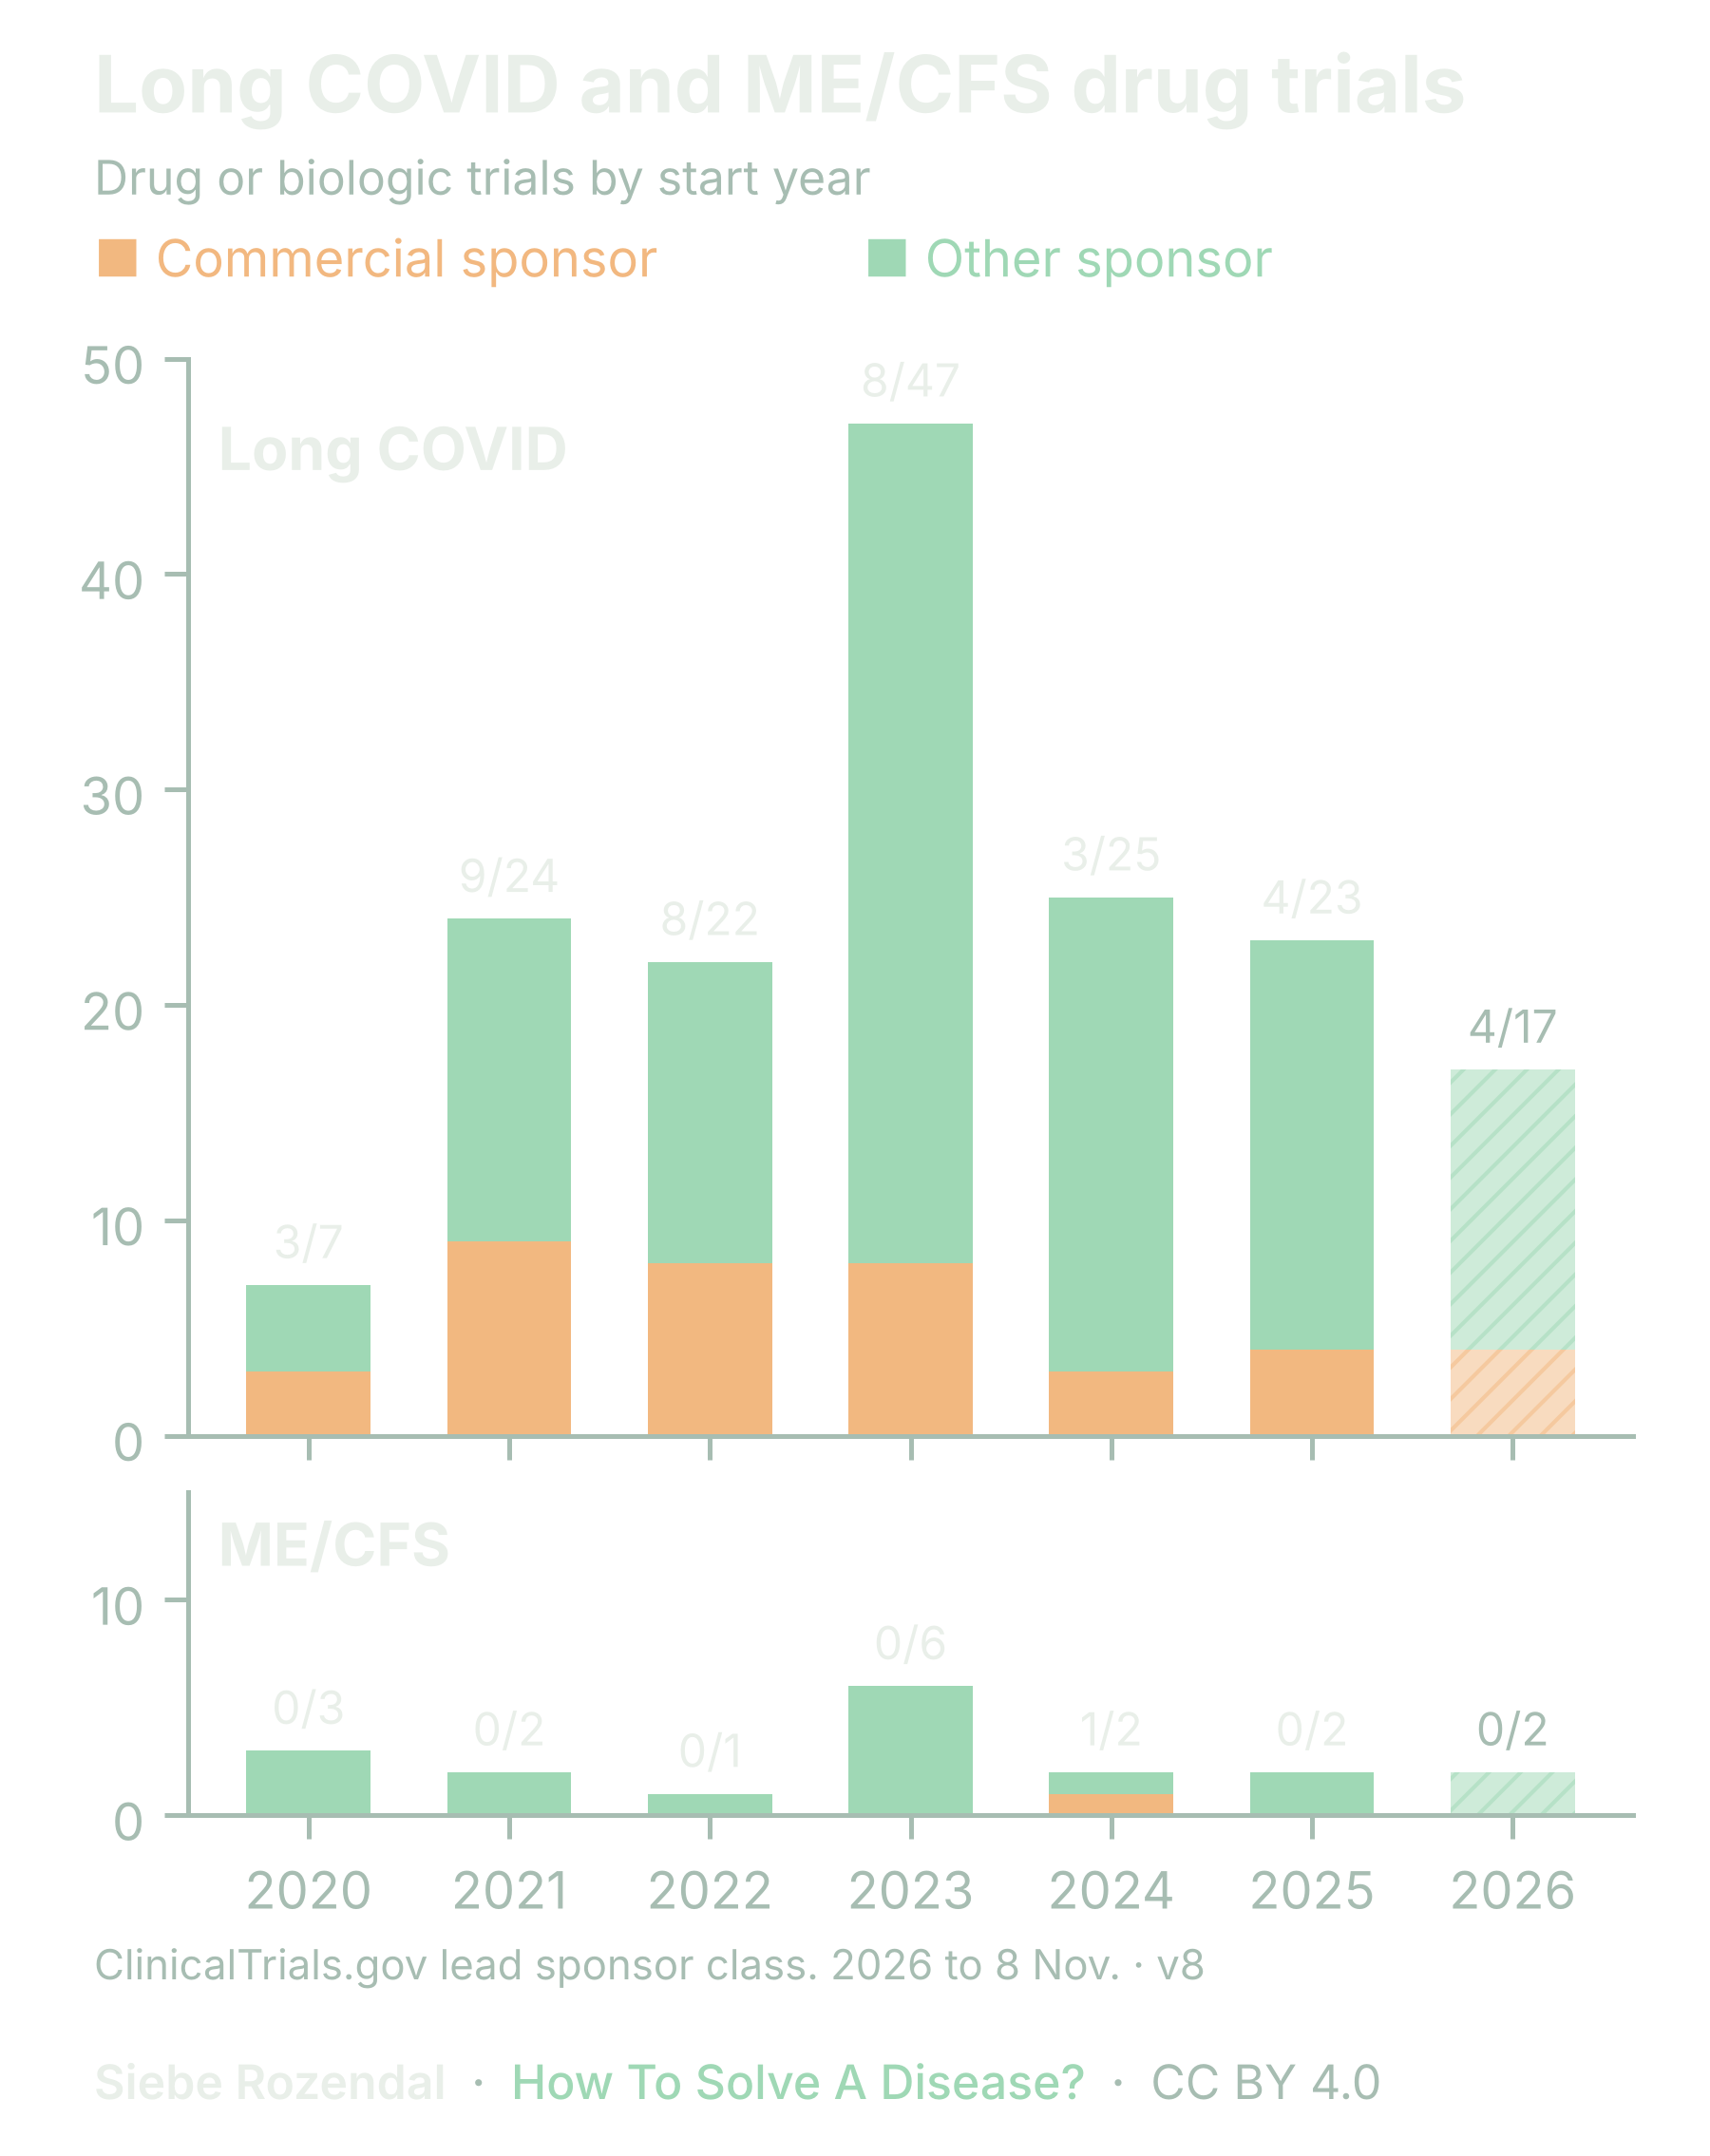 Long COVID and ME/CFS drug trials
Drug or biologic trials by start year
Commercial sponsor
Other sponsor
50
40
30
20
10
0
Long COVID
3/7
9/24
8/22
8/47
3/25
4/23
4/17
ME/CFS
10
0
0/3
0/2
0/1
0/6
1/2
0/2
0/2
2020 2021 2022 2023 2024 2025 2026
ClinicalTrials.gov lead sponsor class. 2026 to 8 Nov. · v8
Siebe Rozendal · How To Solve A Disease? · CC BY 4.0